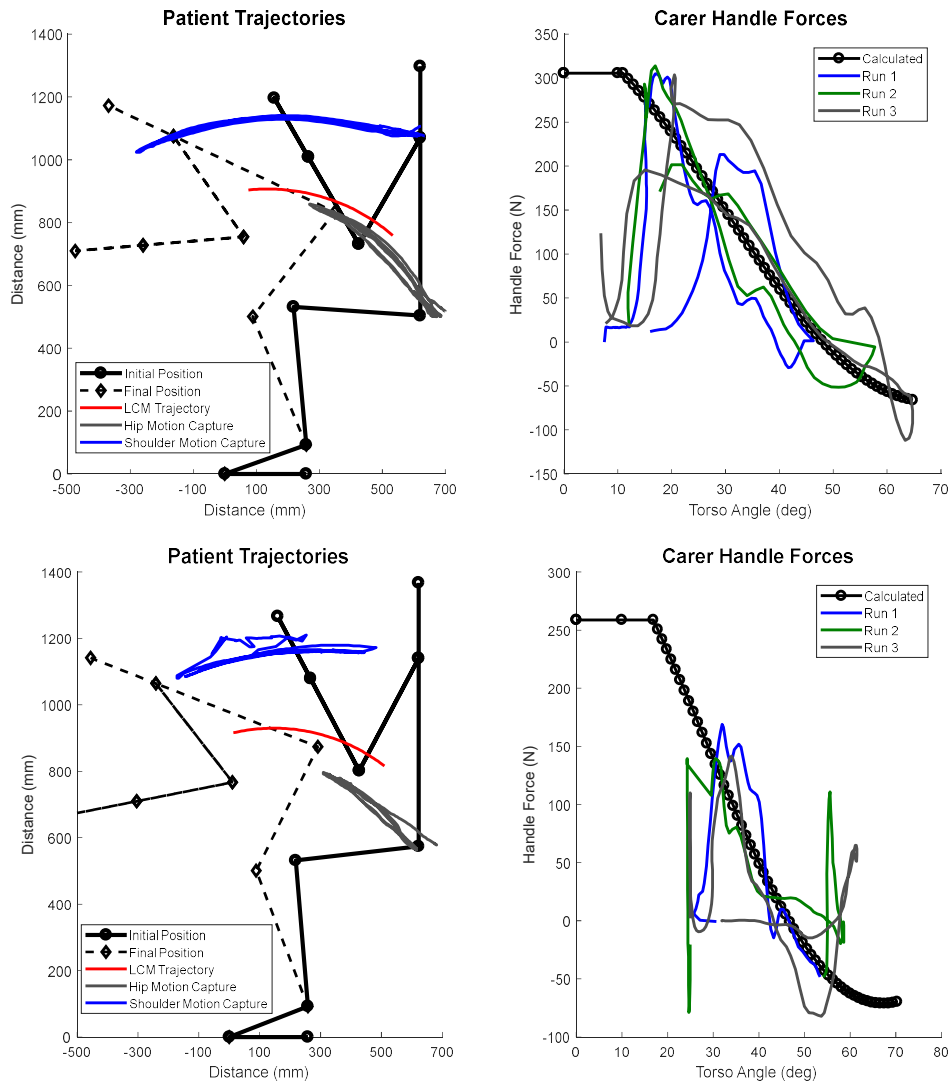 Patient Trajectories
1400
1200
1000
800
600
400
200
0
Distance (mm)
-500
-300
-100
100
300
500
700
Distance (mm)
Initial Position
Final Position
LCM Trajectory
Hip Motion Capture
Shoulder Motion Capture
Carer Handle Forces
350
300
250
200
150
100
50
0
-50
-100
-150
Handle Force (N)
0
10
20
30
40
50
60
70
Torso Angle (deg)
Calculated
Run 1
Run 2
Run 3
Patient Trajectories
1400
1200
1000
800
600
400
200
0
Distance (mm)
-500
-300
-100
100
300
500
700
Distance (mm)
Initial Position
Final Position
LCM Trajectory
Hip Motion Capture
Shoulder Motion Capture
Carer Handle Forces
300
250
200
150
100
50
0
-50
-100
Handle Force (N)
0
10
20
30
40
50
60
70
80
Torso Angle (deg)
Calculated
Run 1
Run 2
Run 3